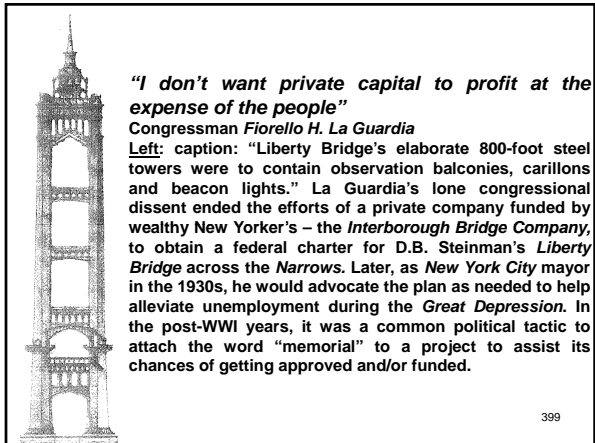 “I don’t want private capital to profit at the
expense of the people”
Congressman Fiorello H. La Guardia
Left: caption: “Liberty Bridge’s elaborate 800-foot steel
towers were to contain observation balconies, carillons
and beacon lights.” La Guardia’s lone congressional
dissent ended the efforts of a private company funded by
wealthy New Yorker’s – the Interborough Bridge Company,
to obtain a federal charter for D.B. Steinman’s Liberty
Bridge across the Narrows. Later, as New York City mayor
in the 1930s, he would advocate the plan as needed to help
alleviate unemployment during the Great Depression. In
the post-WWI years, it was a common political tactic to
attach the word “memorial” to a project to assist its
chances of getting approved and/or funded.
399